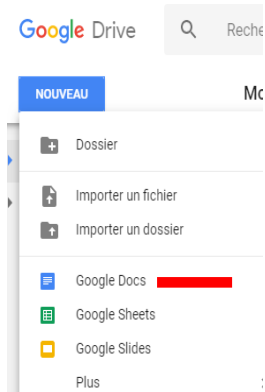 Google Drive
Reche
NOUVEAU
Mo
Dossier
Importer un fichier
Importer un dossier
Google Docs
Google Sheets
Google Slides
Plus